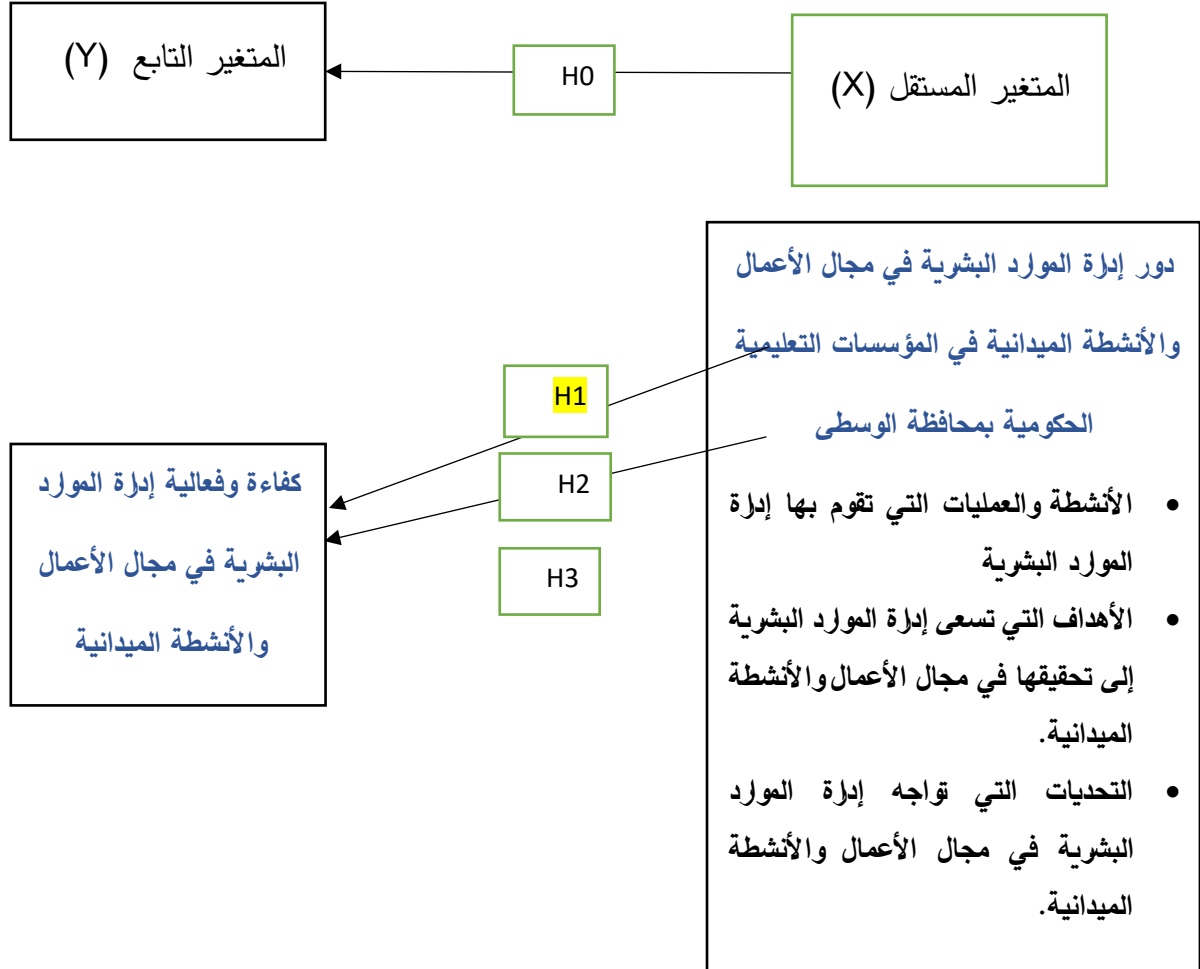 المتغير المستقل (X)
H0
المتغير التابع (Y)
دور إدارة الموارد البشرية في مجال الأعمال
والأنشطة الميدانية في المؤسسات التعليمية
الحكومية بمحافظة الوسطى
• الأنشطة والعمليات التي تقوم بها إدارة
الموارد البشرية
• الأهداف التي تسعى إدارة الموارد البشرية
إلى تحقيقها في مجال الأعمال والأنشطة
الميدانية.
• التحديات التي تواجه إدارة الموارد
البشرية في مجال الأعمال والأنشطة
الميدانية.
H1
H2
H3
كفاءة وفعالية إدارة الموارد
البشرية في مجال الأعمال
والأنشطة الميدانية